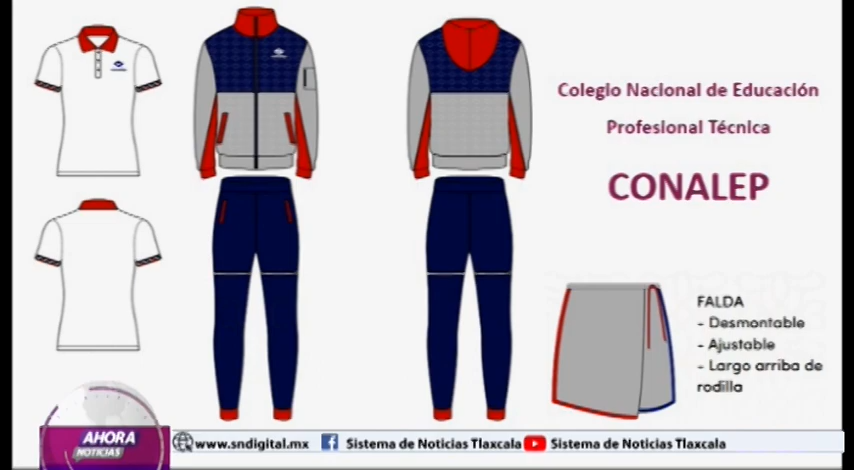 Colegio Nacional de Educación
Profesional Técnica
CONALEP
FALDA
- Desmontable
- Ajustable
- Largo arriba de
rodilla
AHORA
NOTICIAS
www.sndigital.mx Sistema de Noticias Tlaxcala Sistema de Noticias Tlaxcala